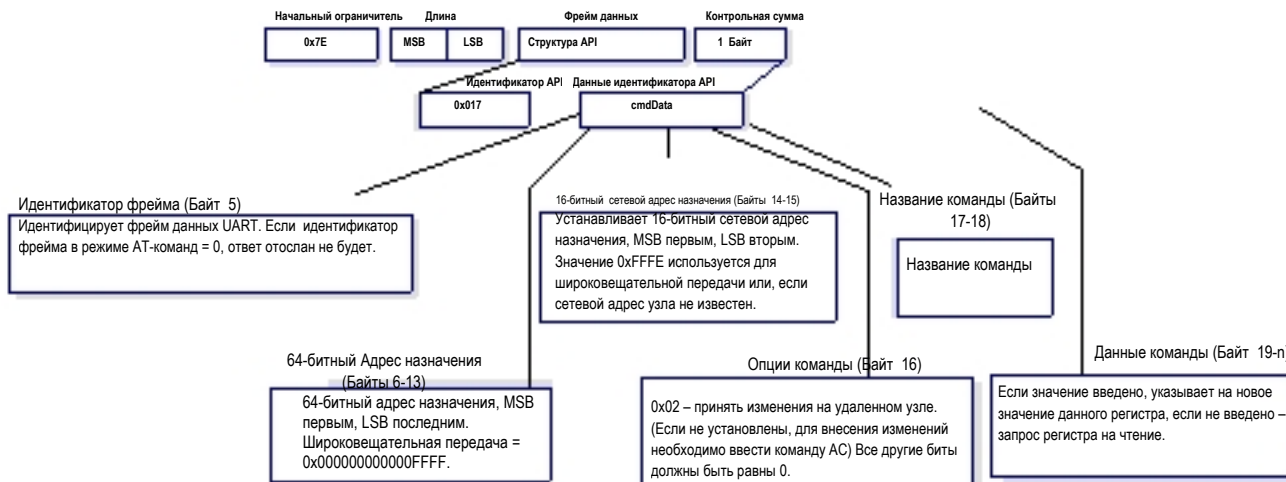 Начальный ограничитель Длина Фрейм данных Контрольная сумма
0x7E MSB LSB Структура API 1 Байт
Идентификатор API Данные идентификатора API
0x017 cmdData
Идентификатор фрейма (Байт 5)
Идентифицирует фрейм данных UART. Если идентификатор
фрейма в режиме AT-команд = 0, ответ отослан не будет.
16-битный сетевой адрес назначения (Байты 14-15)
Устанавливает 16-битный сетевой адрес
назначения, MSB первым, LSB вторым.
Значение 0xFFFE используется для
широковещательной передачи или, если
сетевой адрес узла не известен.
Название команды (Байты
17-18)
Название команды
64-битный Адрес назначения
(Байты 6-13)
64-битный адрес назначения, MSB
первым, LSB последним.
Широковещательная передача =
0x000000000000FFFF.
Опции команды (Байт 16)
0x02 – принять изменения на удаленном узле.
(Если не установлены, для внесения изменений
необходимо ввести команду AC) Все другие биты
должны быть равны 0.
Данные команды (Байт 19-n)
Если значение введено, указывает на новое
значение данного регистра, если не введено –
запрос регистра на чтение.